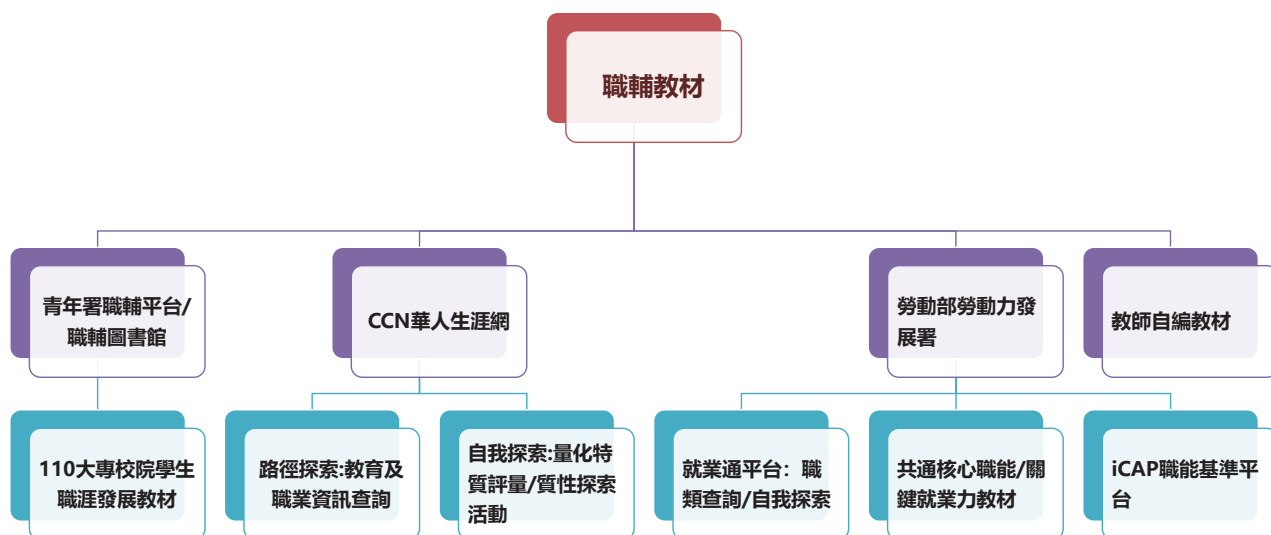 職輔教材
青年署職輔平台/
職輔圖書館
CCN華人生涯網
勞動部勞動力發
展署
教師自編教材
110大專校院學生
職涯發展教材
路徑探索:教育及
職業資訊查詢
自我探索:量化特
質評量/質性探索
活動
就業通平台：職
類查詢/自我探索
共通核心職能/關
鍵就業力教材
iCAP職能基準平
台